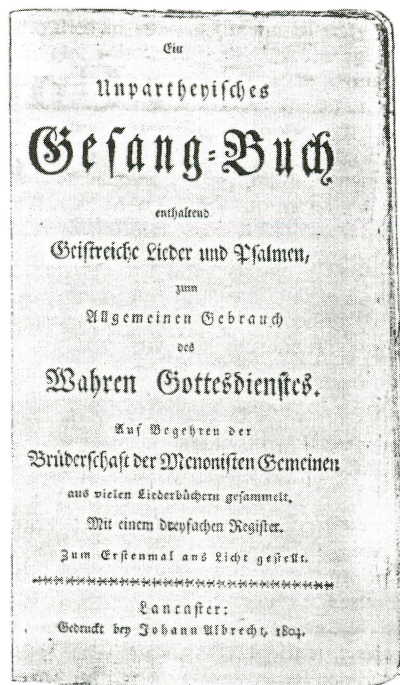 Ein
Unpartheyisches
Gesang-Buch
enthaltend
Geistreiche Lieder und Psalmen,
zum
Allgemeinen Gebrauch
des
Wahren Gottesdienstes.
Auf Begehren der
Brüderschaft der Menonisten Gemeinen
aus vielen Liederbüchern gesammelt.
Mit einem dreyfachen Register.
Zum Erstenmal ans Licht gestellt.
Lancaster:
Gedruckt bey Johann Albrecht, 1804.